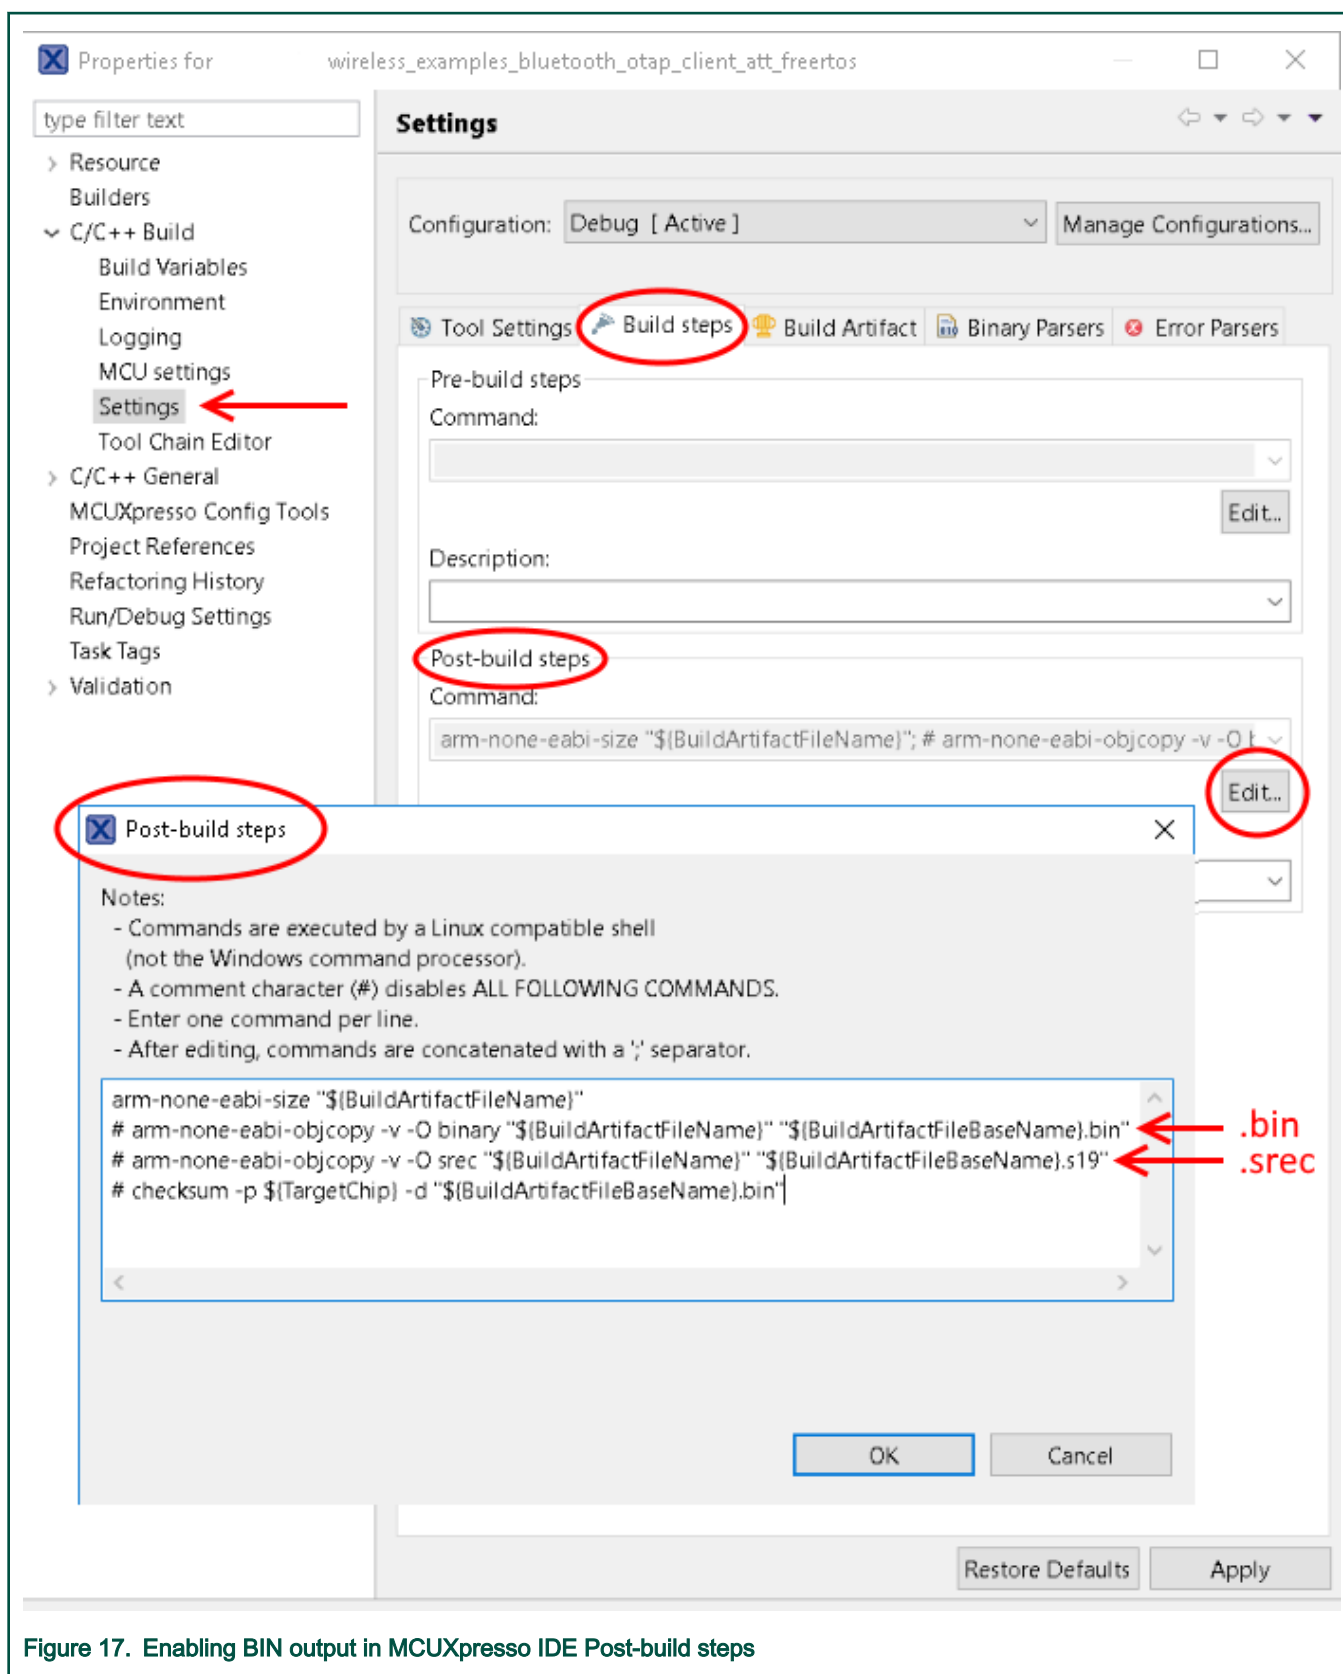 Properties for wireless_examples_bluetooth_otap_client_att_freertos
type filter text
Resource
Builders
C/C++ Build
Build Variables
Environment
Logging
MCU settings
Settings
Tool Chain Editor
C/C++ General
MCUXpresso Config Tools
Project References
Refactoring History
Run/Debug Settings
Task Tags
Validation
Settings
Configuration: Debug [ Active ] Manage Configurations...
Tool Settings Build steps Build Artifact Binary Parsers Error Parsers
Pre-build steps
Command:
Edit...
Description:
Post-build steps
Command:
arm-none-eabi-size "${BuildArtifactFileName}"; # arm-none-eabi-objcopy -v -O b
Edit...
Post-build steps
Notes:
- Commands are executed by a Linux compatible shell
(not the Windows command processor).
- A comment character (#) disables ALL FOLLOWING COMMANDS.
- Enter one command per line.
- After editing, commands are concatenated with a ';' separator.
arm-none-eabi-size "${BuildArtifactFileName}"
# arm-none-eabi-objcopy -v -O binary "${BuildArtifactFileName}" "${BuildArtifactFileBaseName}.bin" .bin
# arm-none-eabi-objcopy -v -O srec "${BuildArtifactFileName}" "${BuildArtifactFileBaseName}.s19" .srec
# checksum -p ${TargetChip} -d "${BuildArtifactFileBaseName}.bin"
OK Cancel
Restore Defaults Apply
Figure 17. Enabling BIN output in MCUXpresso IDE Post-build steps